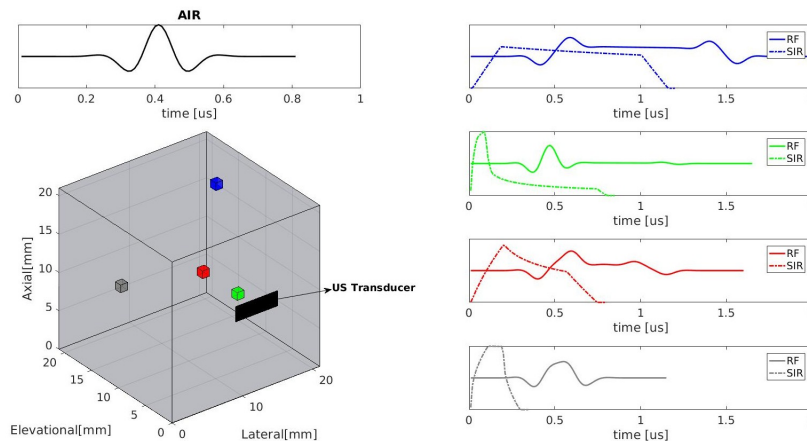 AIR
0 0.2 0.4 0.6 0.8 1
time [us]
20
15
10
5
0
Axial[mm]
20
15
10
5
0
Elevational[mm]
0
10
20
Lateral[mm]
US Transducer
RF
SIR
0 0.5 1 1.5
time [us]
RF
SIR
0 0.5 1 1.5
time [us]
RF
SIR
0 0.5 1 1.5
time [us]
RF
SIR
0 0.5 1 1.5
time [us]